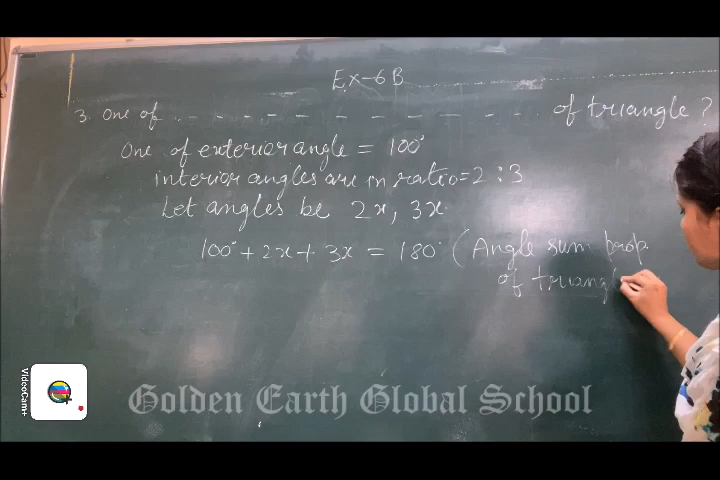 Ex-6B
3. One of - - - - - - - - - - - - of triangle?
One of exterior angle = 100°
interior angles are in ratio = 2 : 3
Let angles be 2x, 3x.
100° + 2x + 3x = 180° (Angle sum prop
of triangl
VideoCam+
Golden Earth Global School